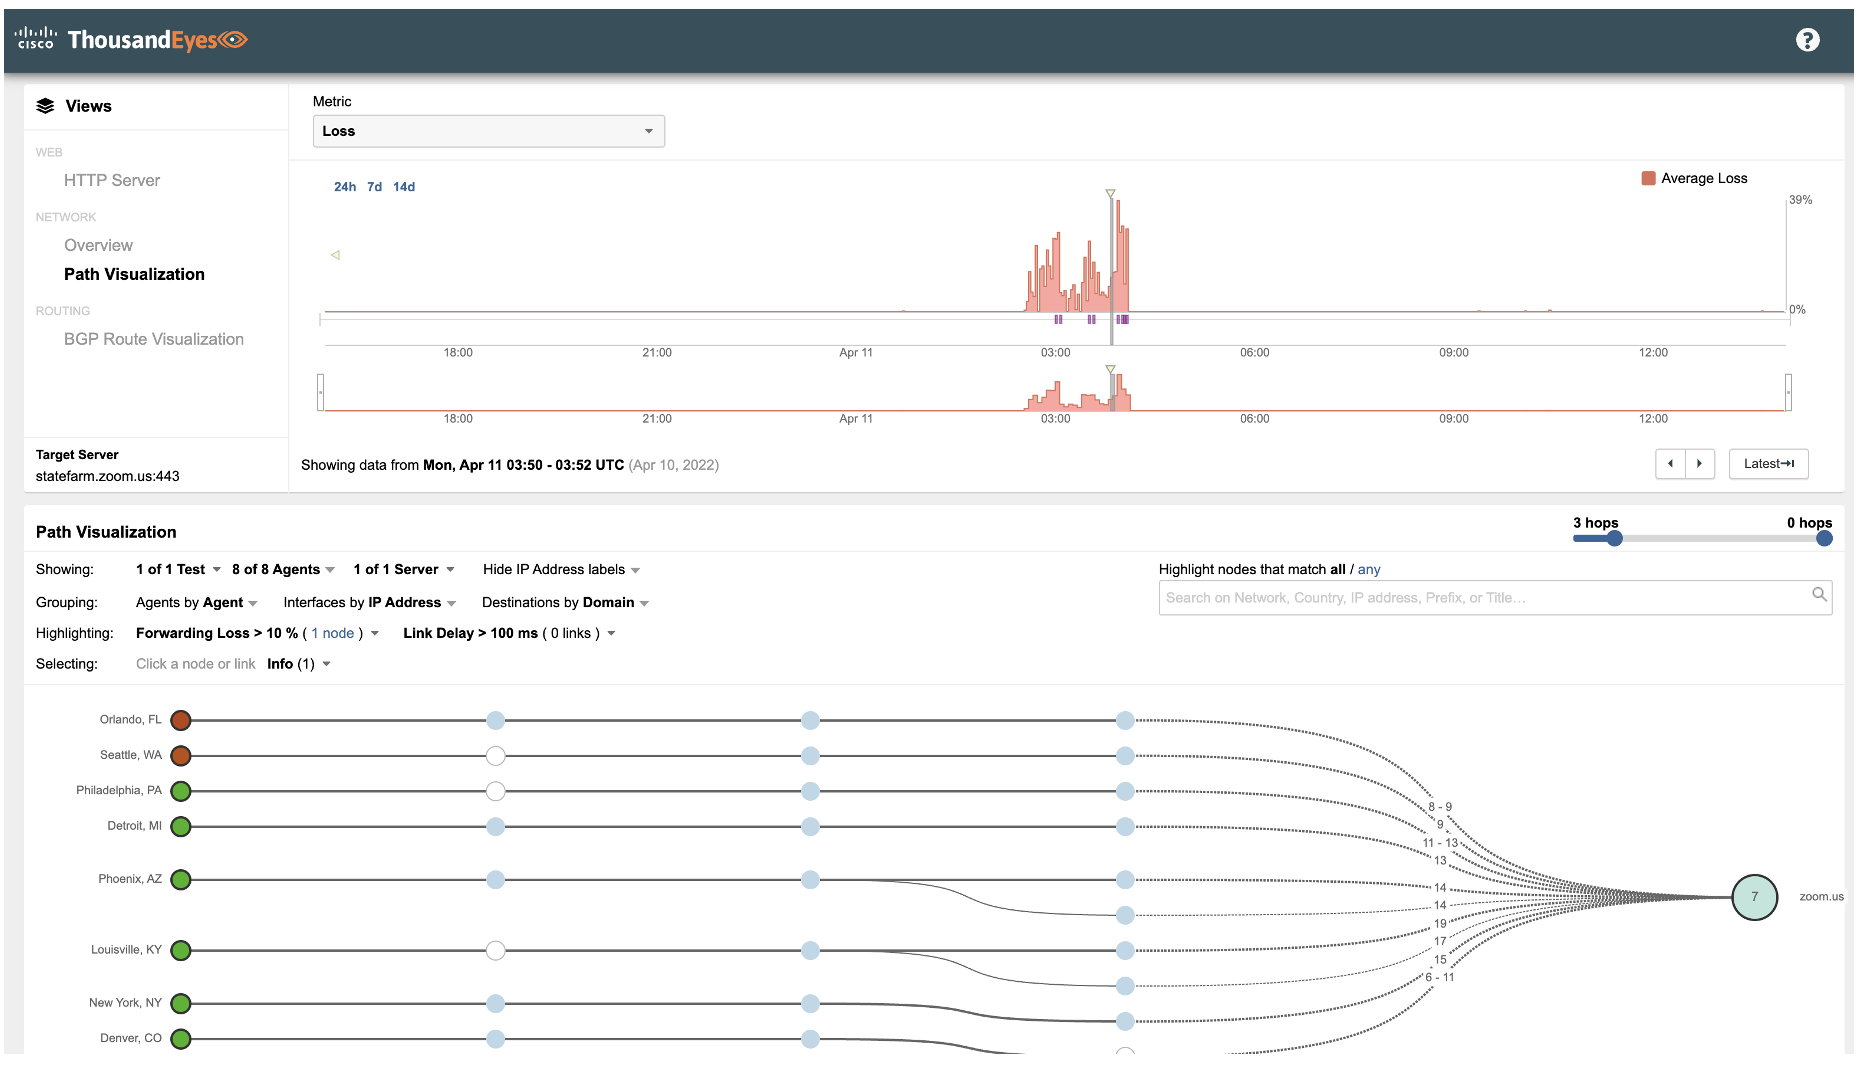 CISCO ThousandEyes
?
Views
WEB
HTTP Server
NETWORK
Overview
Path Visualization
ROUTING
BGP Route Visualization
Target Server
statefarm.zoom.us:443
Metric
Loss
24h 7d 14d
Average Loss
39%
0%
18:00 21:00 Apr 11 03:00 06:00 09:00 12:00
18:00 21:00 Apr 11 03:00 06:00 09:00 12:00
Showing data from Mon, Apr 11 03:50 - 03:52 UTC (Apr 10, 2022)
Latest
Path Visualization
3 hops 0 hops
Showing: 1 of 1 Test 8 of 8 Agents 1 of 1 Server Hide IP Address labels
Grouping: Agents by Agent Interfaces by IP Address Destinations by Domain
Highlighting: Forwarding Loss > 10 % ( 1 node ) Link Delay > 100 ms ( 0 links )
Selecting: Click a node or link Info (1)
Highlight nodes that match all / any
Search on Network, Country, IP address, Prefix, or Title...
Orlando, FL
Seattle, WA
Philadelphia, PA
Detroit, MI
Phoenix, AZ
Louisville, KY
New York, NY
Denver, CO
8 - 9
9
11 - 13
13
14
14
19
17
15
6 - 11
7
zoom.us